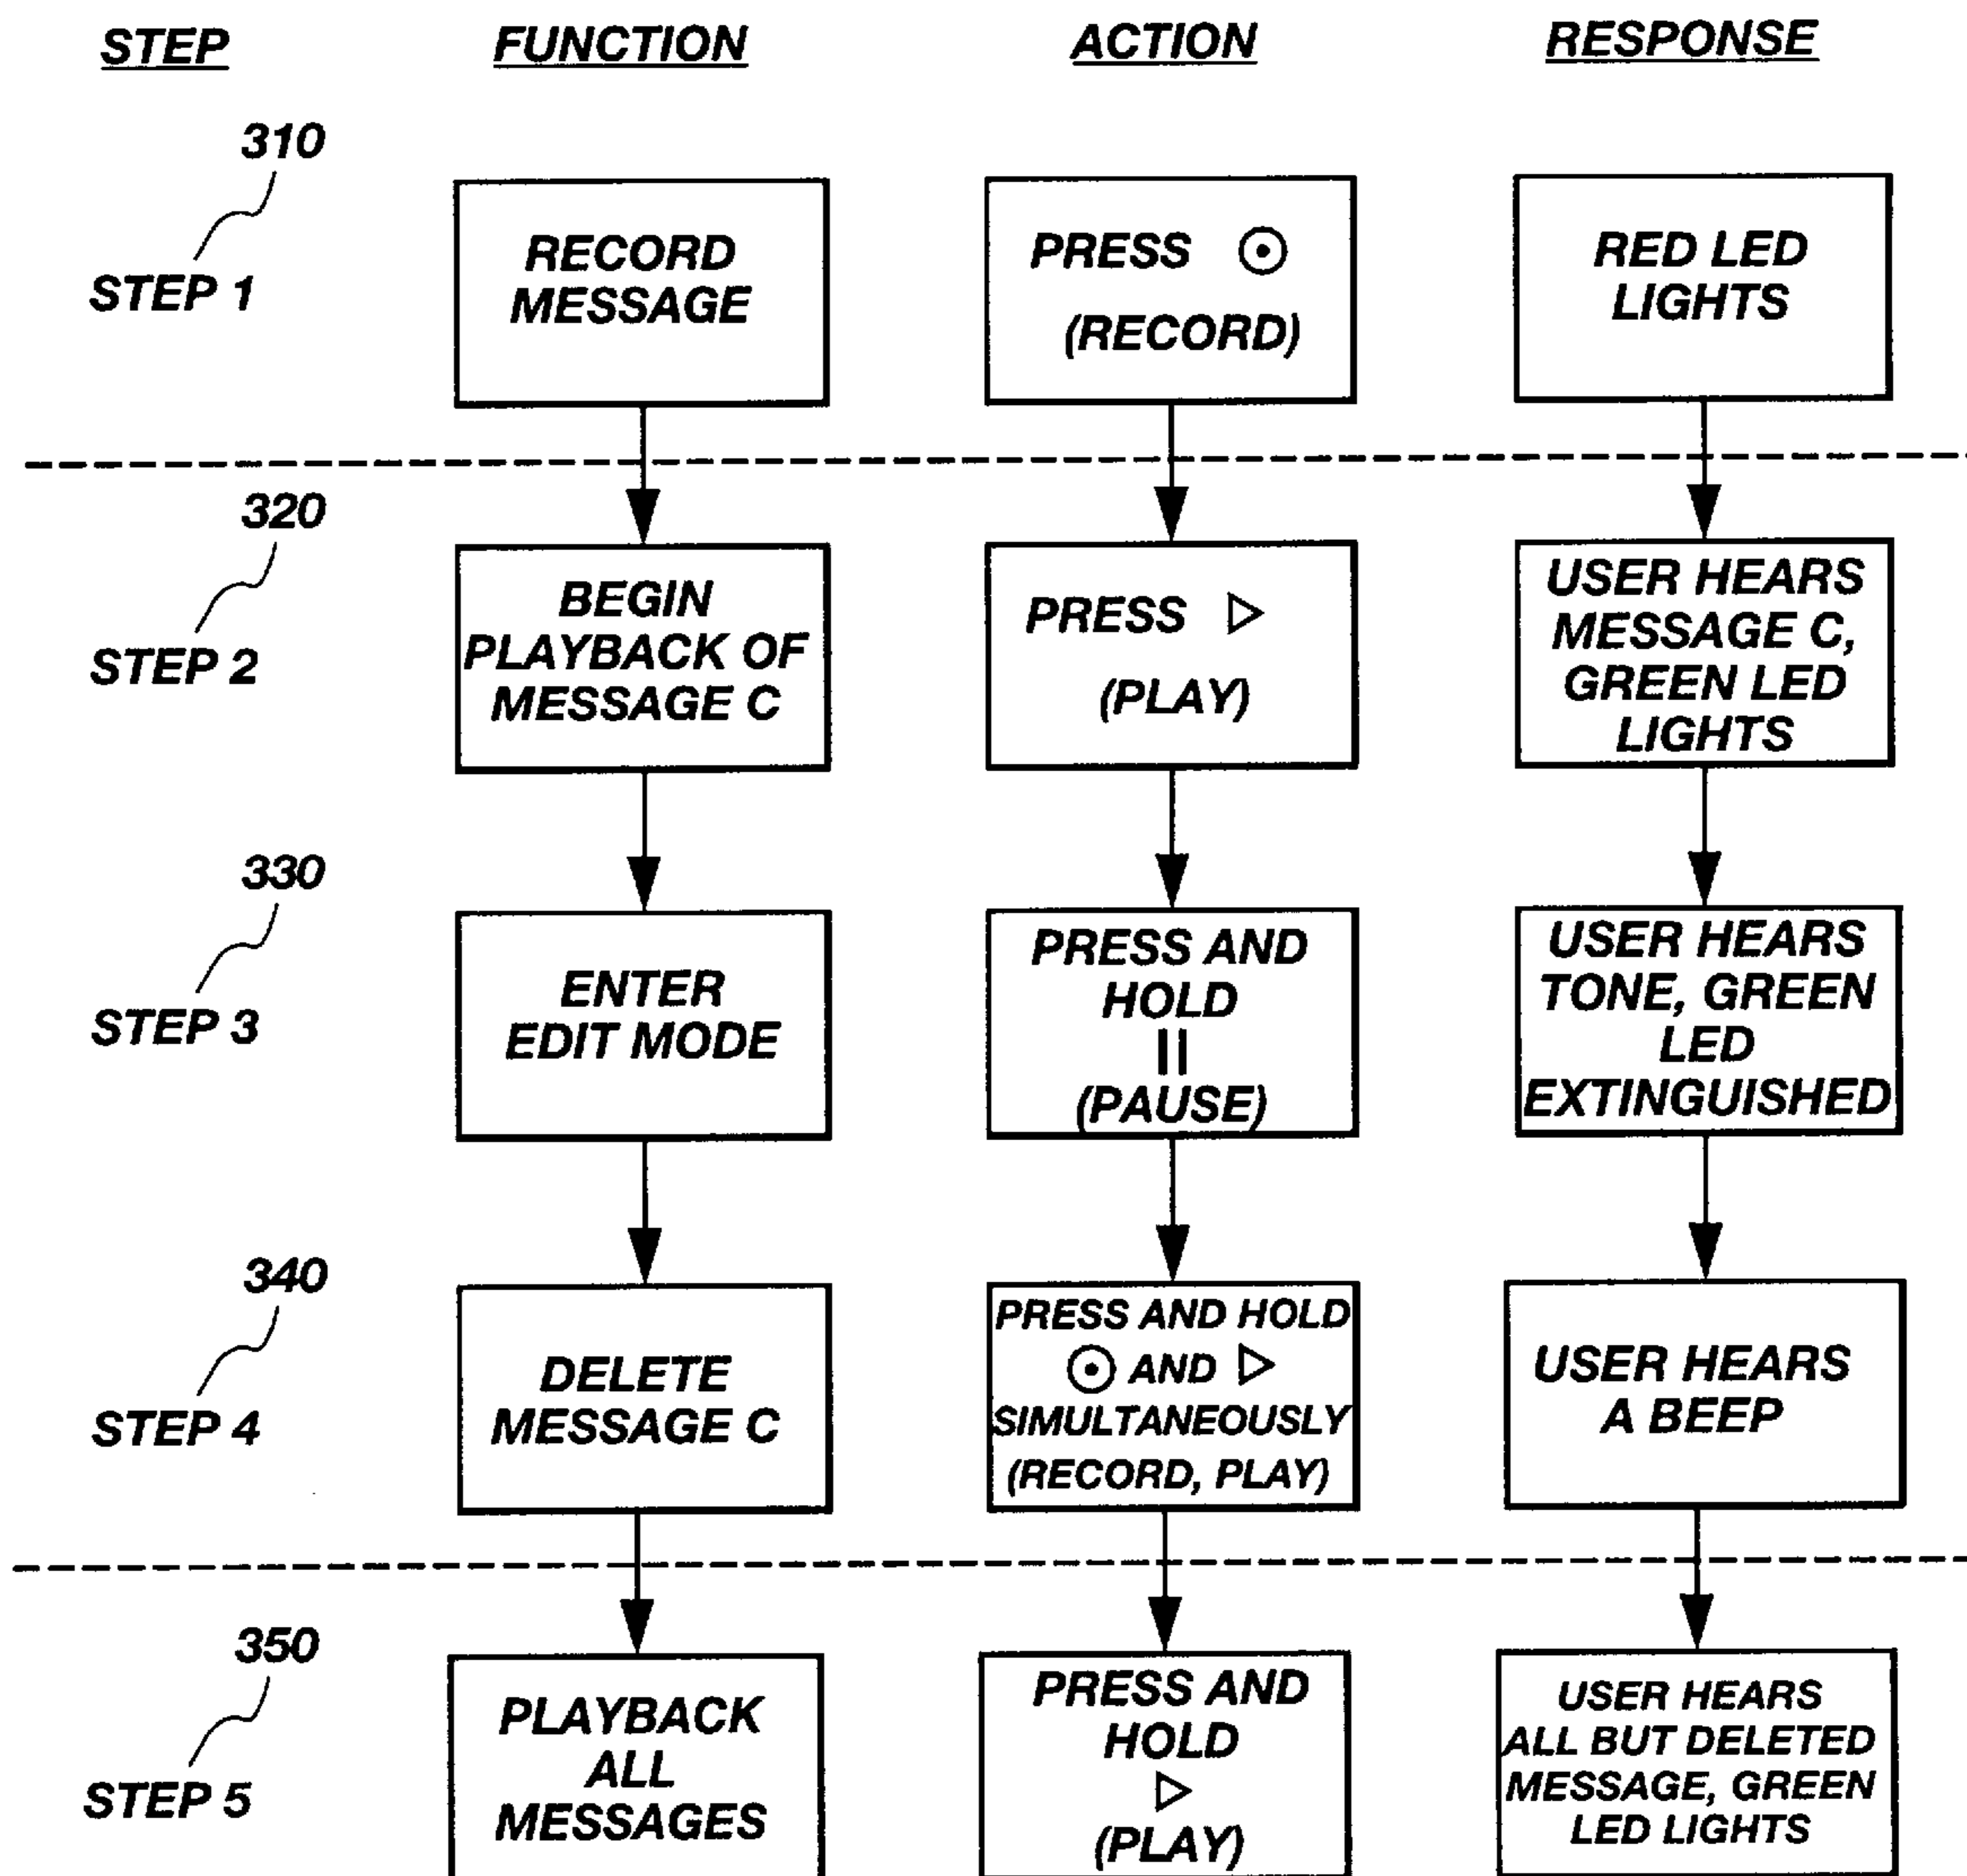 STEP FUNCTION ACTION RESPONSE
310
STEP 1
RECORD
MESSAGE
PRESS ⊙
(RECORD)
RED LED
LIGHTS
320
STEP 2
BEGIN
PLAYBACK OF
MESSAGE C
PRESS ▷
(PLAY)
USER HEARS
MESSAGE C,
GREEN LED
LIGHTS
330
STEP 3
ENTER
EDIT MODE
PRESS AND
HOLD
||
(PAUSE)
USER HEARS
TONE, GREEN
LED
EXTINGUISHED
340
STEP 4
DELETE
MESSAGE C
PRESS AND HOLD
⊙ AND ▷
SIMULTANEOUSLY
(RECORD, PLAY)
USER HEARS
A BEEP
350
STEP 5
PLAYBACK
ALL
MESSAGES
PRESS AND
HOLD
▷
(PLAY)
USER HEARS
ALL BUT DELETED
MESSAGE, GREEN
LED LIGHTS